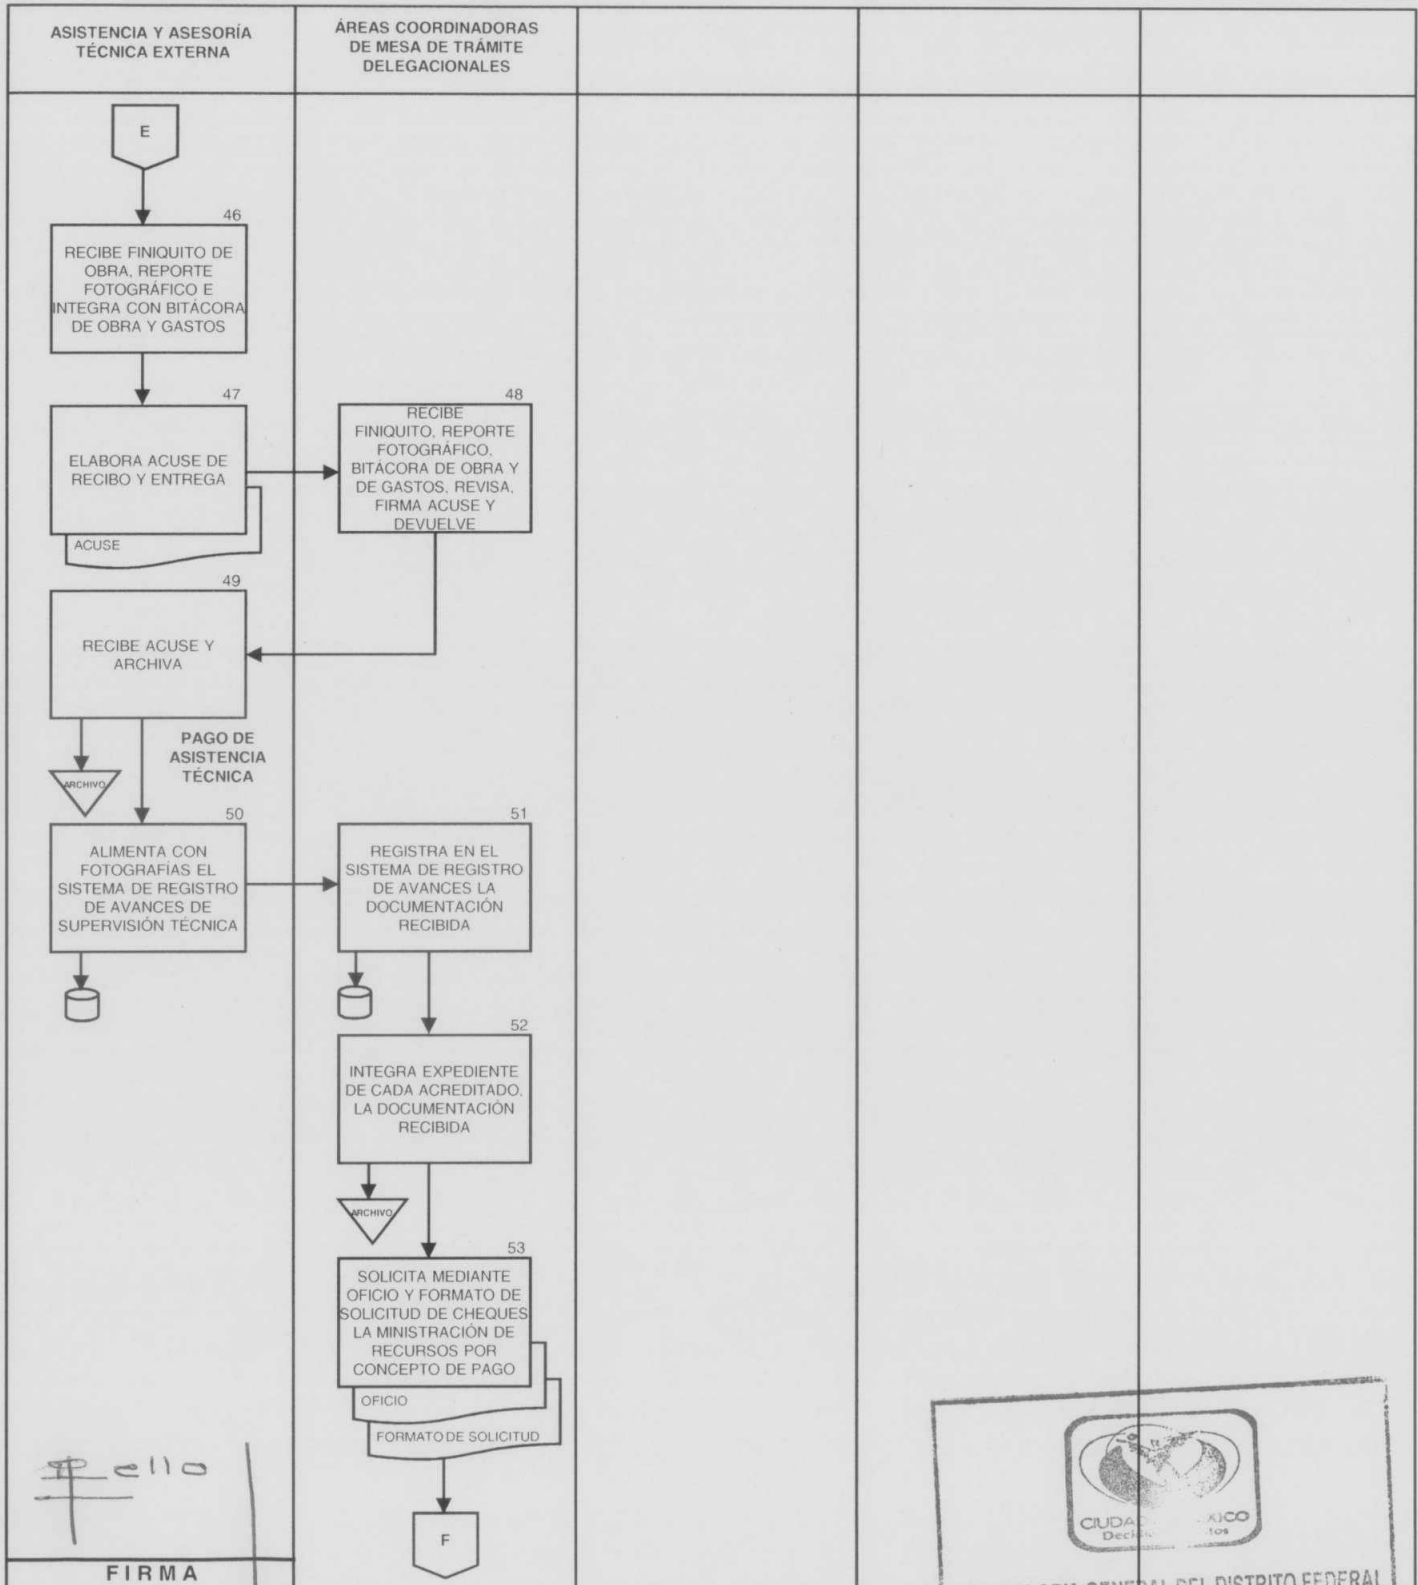 ASISTENCIA Y ASESORÍA
TÉCNICA EXTERNA
ÁREAS COORDINADORAS
DE MESA DE TRÁMITE
DELEGACIONALES
E
46
RECIBE FINIQUITO DE
OBRA, REPORTE
FOTOGRÁFICO E
INTEGRA CON BITÁCORA
DE OBRA Y GASTOS
47
ELABORA ACUSE DE
RECIBO Y ENTREGA
ACUSE
48
RECIBE
FINIQUITO, REPORTE
FOTOGRÁFICO,
BITÁCORA DE OBRA Y
DE GASTOS, REVISA,
FIRMA ACUSE Y
DEVUELVE
49
RECIBE ACUSE Y
ARCHIVA
ARCHIVO
PAGO DE
ASISTENCIA
TÉCNICA
50
ALIMENTA CON
FOTOGRAFÍAS EL
SISTEMA DE REGISTRO
DE AVANCES DE
SUPERVISIÓN TÉCNICA
51
REGISTRA EN EL
SISTEMA DE REGISTRO
DE AVANCES LA
DOCUMENTACIÓN
RECIBIDA
52
INTEGRA EXPEDIENTE
DE CADA ACREDITADO,
LA DOCUMENTACIÓN
RECIBIDA
ARCHIVO
53
SOLICITA MEDIANTE
OFICIO Y FORMATO DE
SOLICITUD DE CHEQUES
LA MINISTRACIÓN DE
RECURSOS POR
CONCEPTO DE PAGO
OFICIO
FORMATO DE SOLICITUD
F
FIRMA
GENERAL DEL DISTRITO FEDERAL